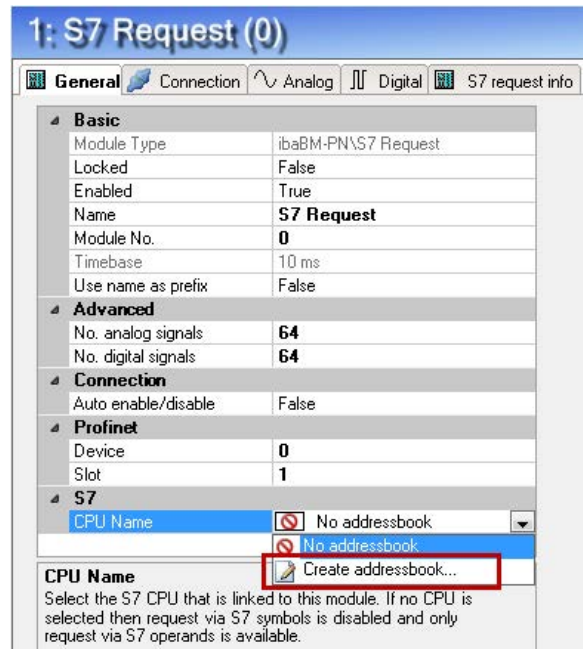 1: S7 Request (0)
General Connection Analog Digital S7 request info
Basic
Module Type ibaBM-PN\S7 Request
Locked False
Enabled True
Name S7 Request
Module No. 0
Timebase 10 ms
Use name as prefix False
Advanced
No. analog signals 64
No. digital signals 64
Connection
Auto enable/disable False
Profinet
Device 0
Slot 1
S7
CPU Name No addressbook
No addressbook
Create addressbook...
CPU Name
Select the S7 CPU that is linked to this module. If no CPU is
selected then request via S7 symbols is disabled and only
request via S7 operands is available.